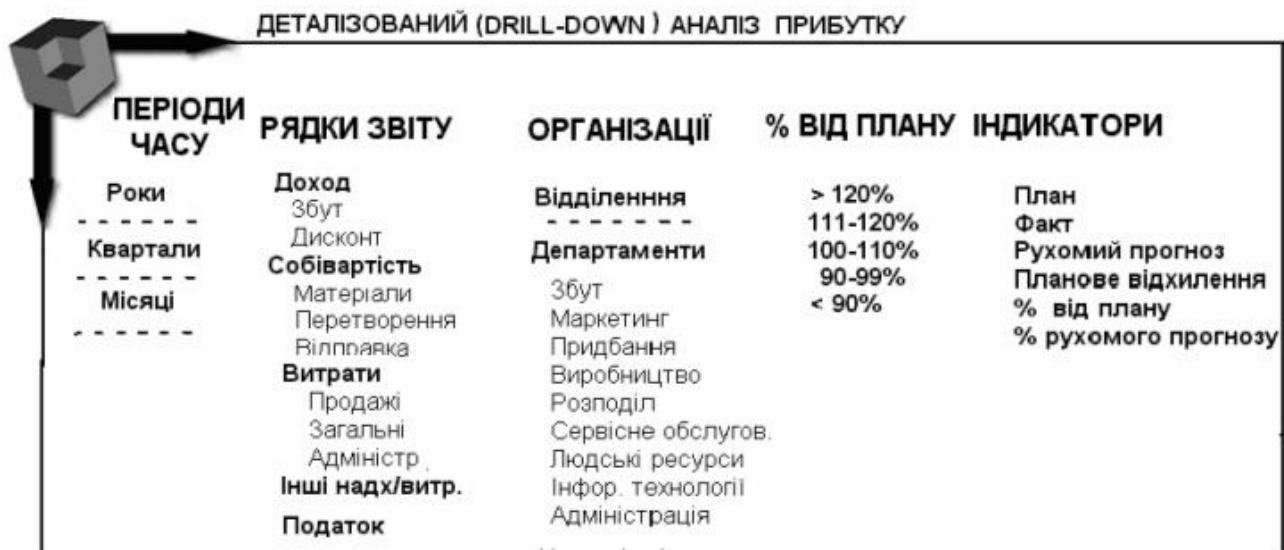 ДЕТАЛІЗОВАНИЙ (DRILL-DOWN ) АНАЛІЗ ПРИБУТКУ
ПЕРІОДИ
ЧАСУ
Роки
Квартали
Місяці
РЯДКИ ЗВІТУ
Доход
Збут
Дисконт
Собівартість
Матеріали
Перетворення
Відправка
Витрати
Продажі
Загальні
Адміністр.
Інші надх/витр.
Податок
ОРГАНІЗАЦІЇ
Відділенння
Департаменти
Збут
Маркетинг
Придбання
Виробництво
Розподіл
Сервісне обслугов.
Людські ресурси
Інфор. технології
Адміністрація
% ВІД ПЛАНУ
> 120%
111-120%
100-110%
90-99%
< 90%
ІНДИКАТОРИ
План
Факт
Рухомий прогноз
Планове відхилення
% від плану
% рухомого прогнозу